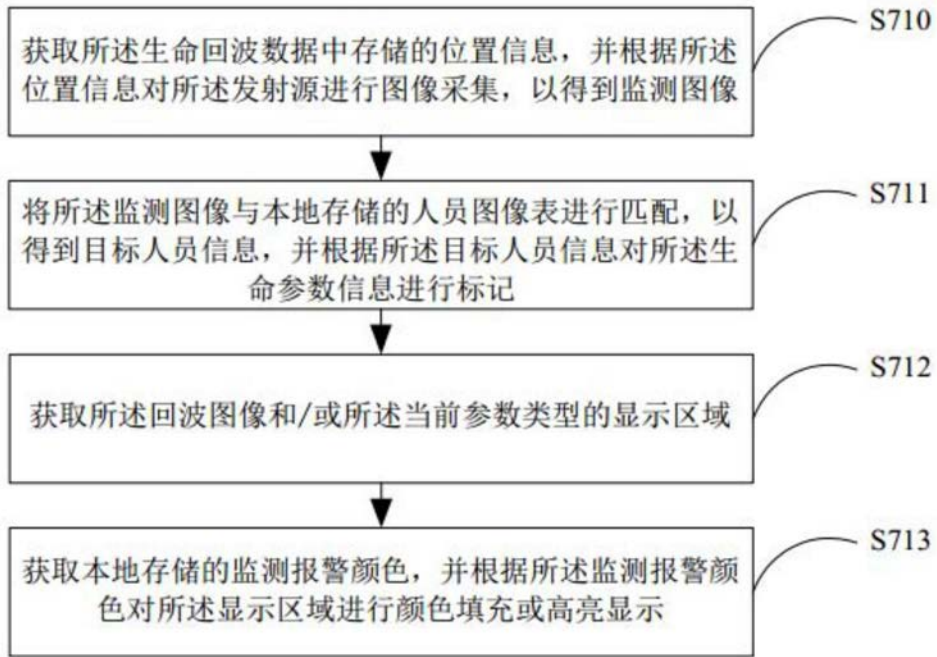 获取所述生命回波数据中存储的位置信息，并根据所述
位置信息对所述发射源进行图像采集，以得到监测图像
S710
将所述监测图像与本地存储的人员图像表进行匹配，以
得到目标人员信息，并根据所述目标人员信息对所述生
命参数信息进行标记
S711
获取所述回波图像和/或所述当前参数类型的显示区域
S712
获取本地存储的监测报警颜色，并根据所述监测报警颜
色对所述显示区域进行颜色填充或高亮显示
S713